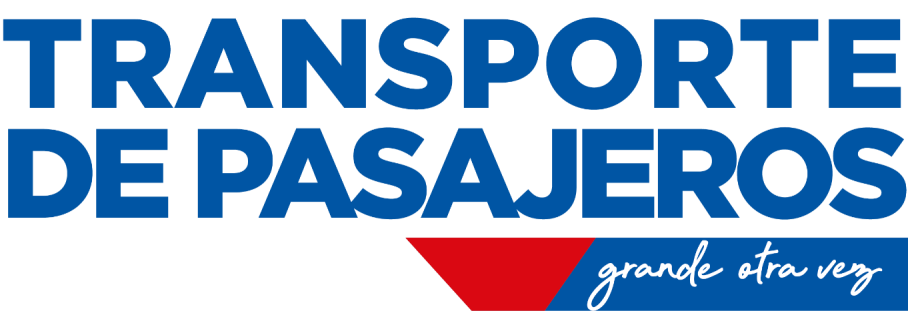 TRANSPORTE
DE PASAJEROS
grande otra vez